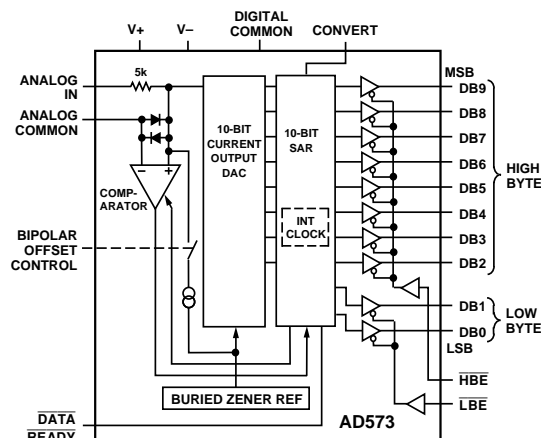 V+
V–
DIGITAL
COMMON
CONVERT
5k
ANALOG
IN
ANALOG
COMMON
10-BIT
CURRENT
OUTPUT
DAC
10-BIT
SAR
INT
CLOCK
–
+
COMP-
ARATOR
BIPOLAR
OFFSET
CONTROL
BURIED ZENER REF
AD573
MSB
DB9
DB8
DB7
DB6
DB5
DB4
DB3
DB2
HIGH
BYTE
DB1
DB0
LOW
BYTE
LSB
HBE
LBE
DATA
READY